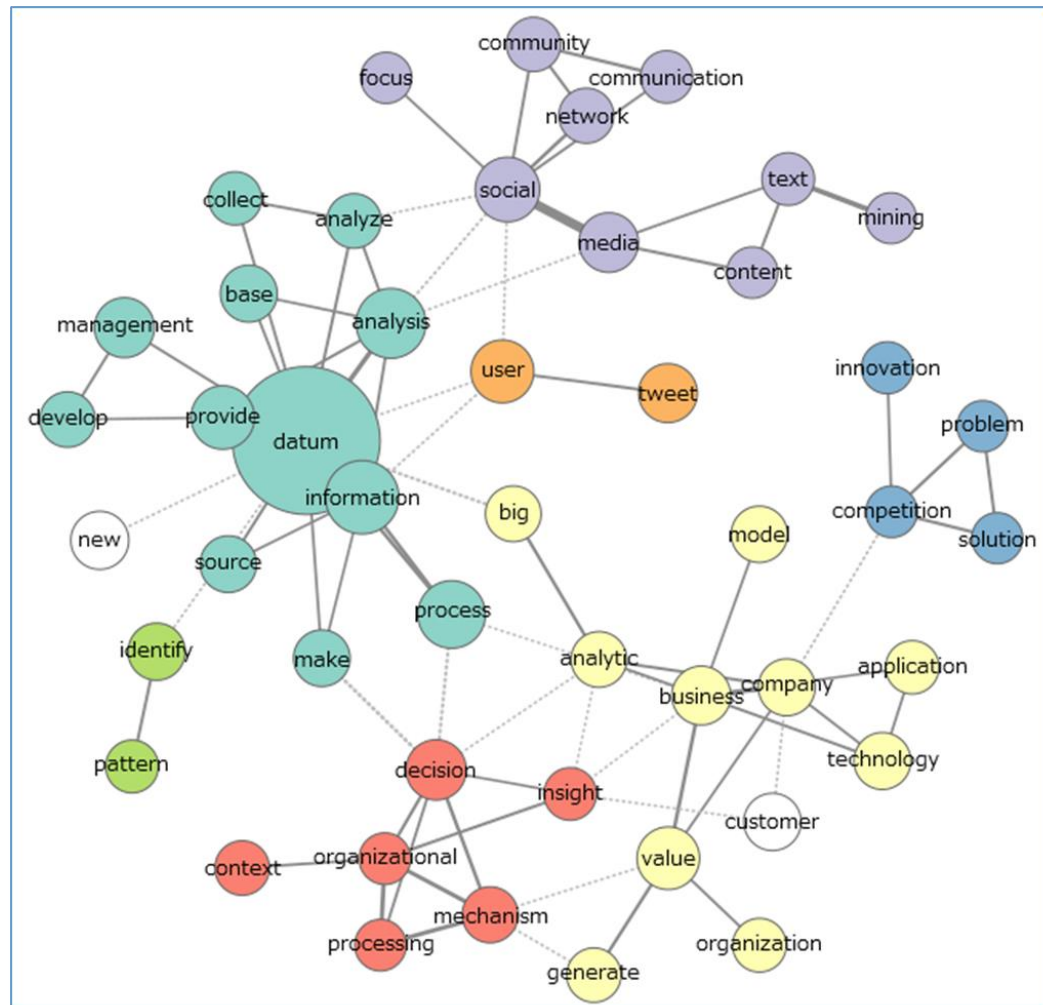 community
focus
communication
network
text
collect
social
mining
analyze
media
content
base
analysis
management
user
innovation
tweet
develop
provide
problem
datum
information
big
competition
model
new
solution
source
process
identify
make
analytic
application
company
business
pattern
decision
technology
insight
customer
organizational
value
context
mechanism
processing
organization
generate